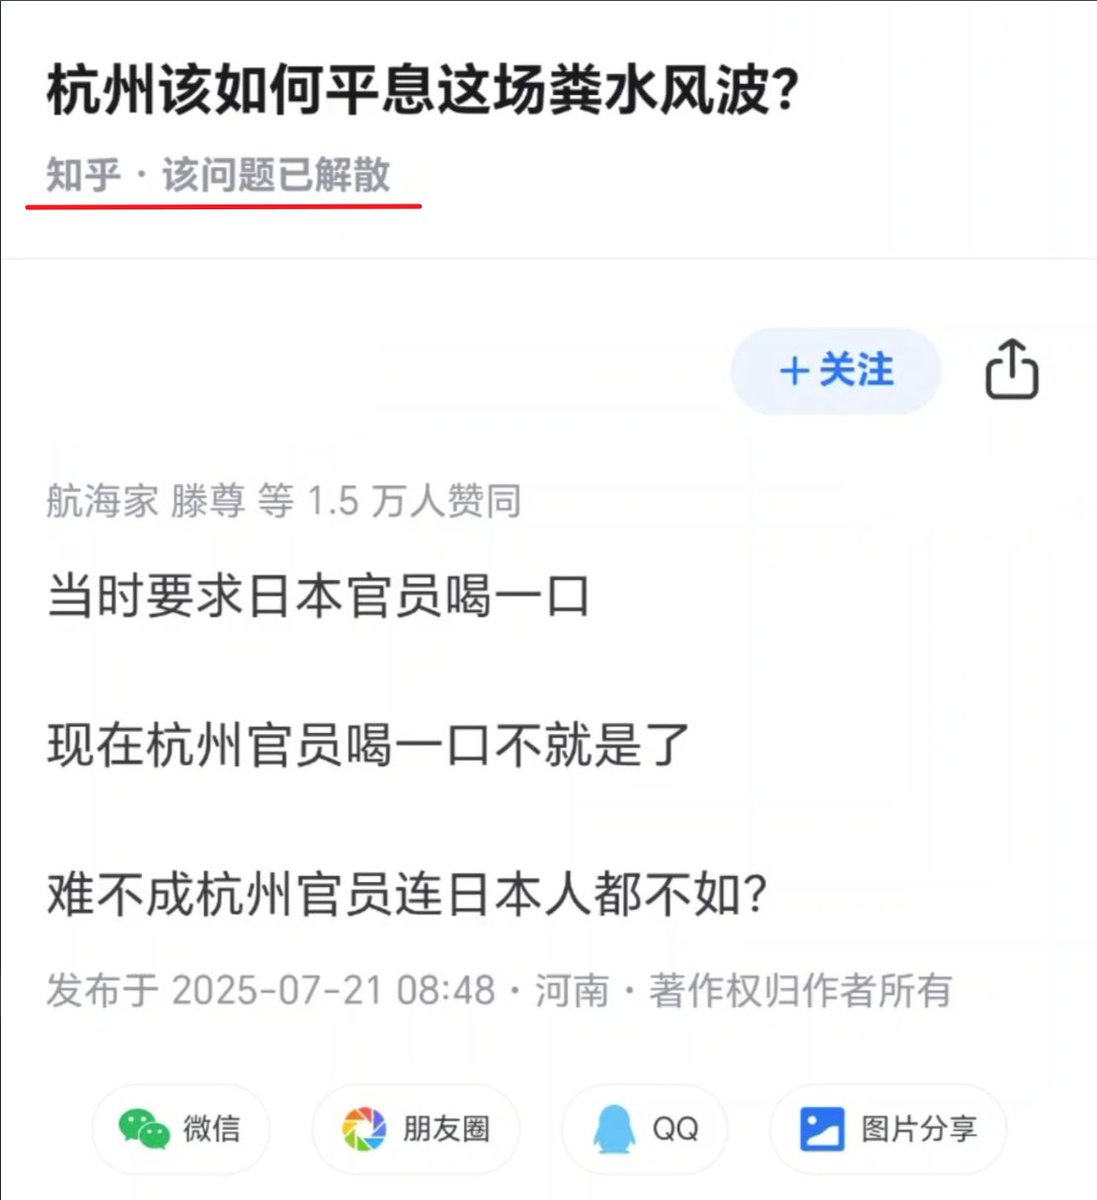 杭州该如何平息这场粪水风波?
知乎 · 该问题已解散
+ 关注
航海家 滕尊 等 1.5 万人赞同
当时要求日本官员喝一口
现在杭州官员喝一口不就是了
难不成杭州官员连日本人都不如?
发布于 2025-07-21 08:48 · 河南 · 著作权归作者所有
微信 朋友圈 QQ 图片分享